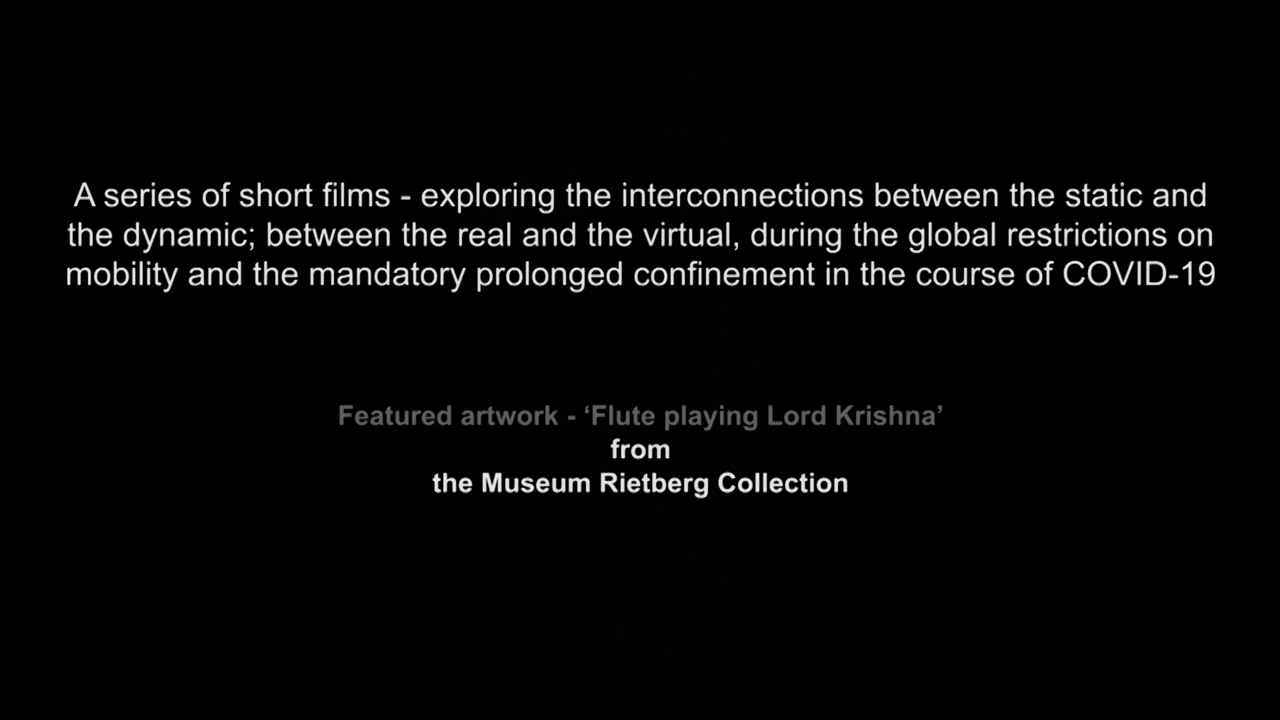 A series of short films - exploring the interconnections between the static and
the dynamic; between the real and the virtual, during the global restrictions on
mobility and the mandatory prolonged confinement in the course of COVID-19
Featured artwork - ‘Flute playing Lord Krishna’
from
the Museum Rietberg Collection